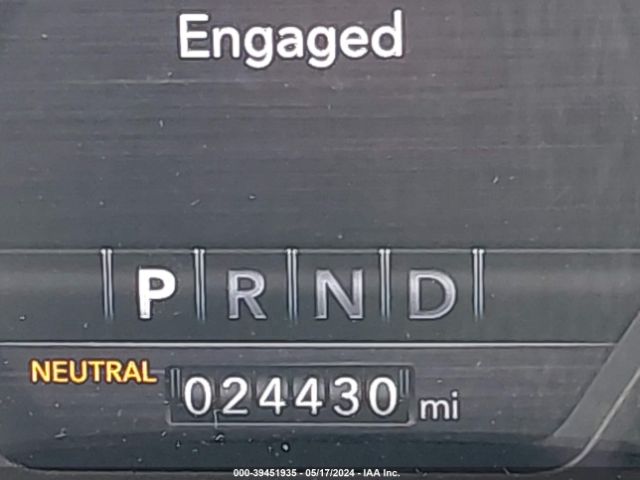 Engaged
P R N D
NEUTRAL 024430 mi
000-39451935 - 05/17/2024 - IAA Inc.